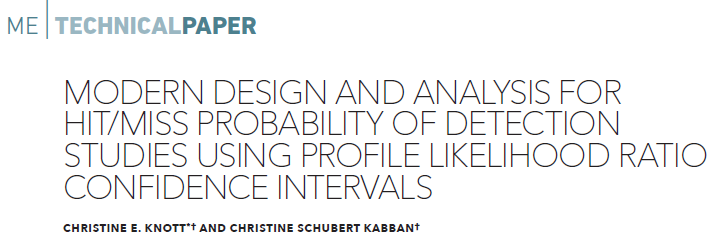 ME | TECHNICALPAPER
MODERN DESIGN AND ANALYSIS FOR
HIT/MISS PROBABILITY OF DETECTION
STUDIES USING PROFILE LIKELIHOOD RATIO
CONFIDENCE INTERVALS
CHRISTINE E. KNOTT*† AND CHRISTINE SCHUBERT KABBAN†